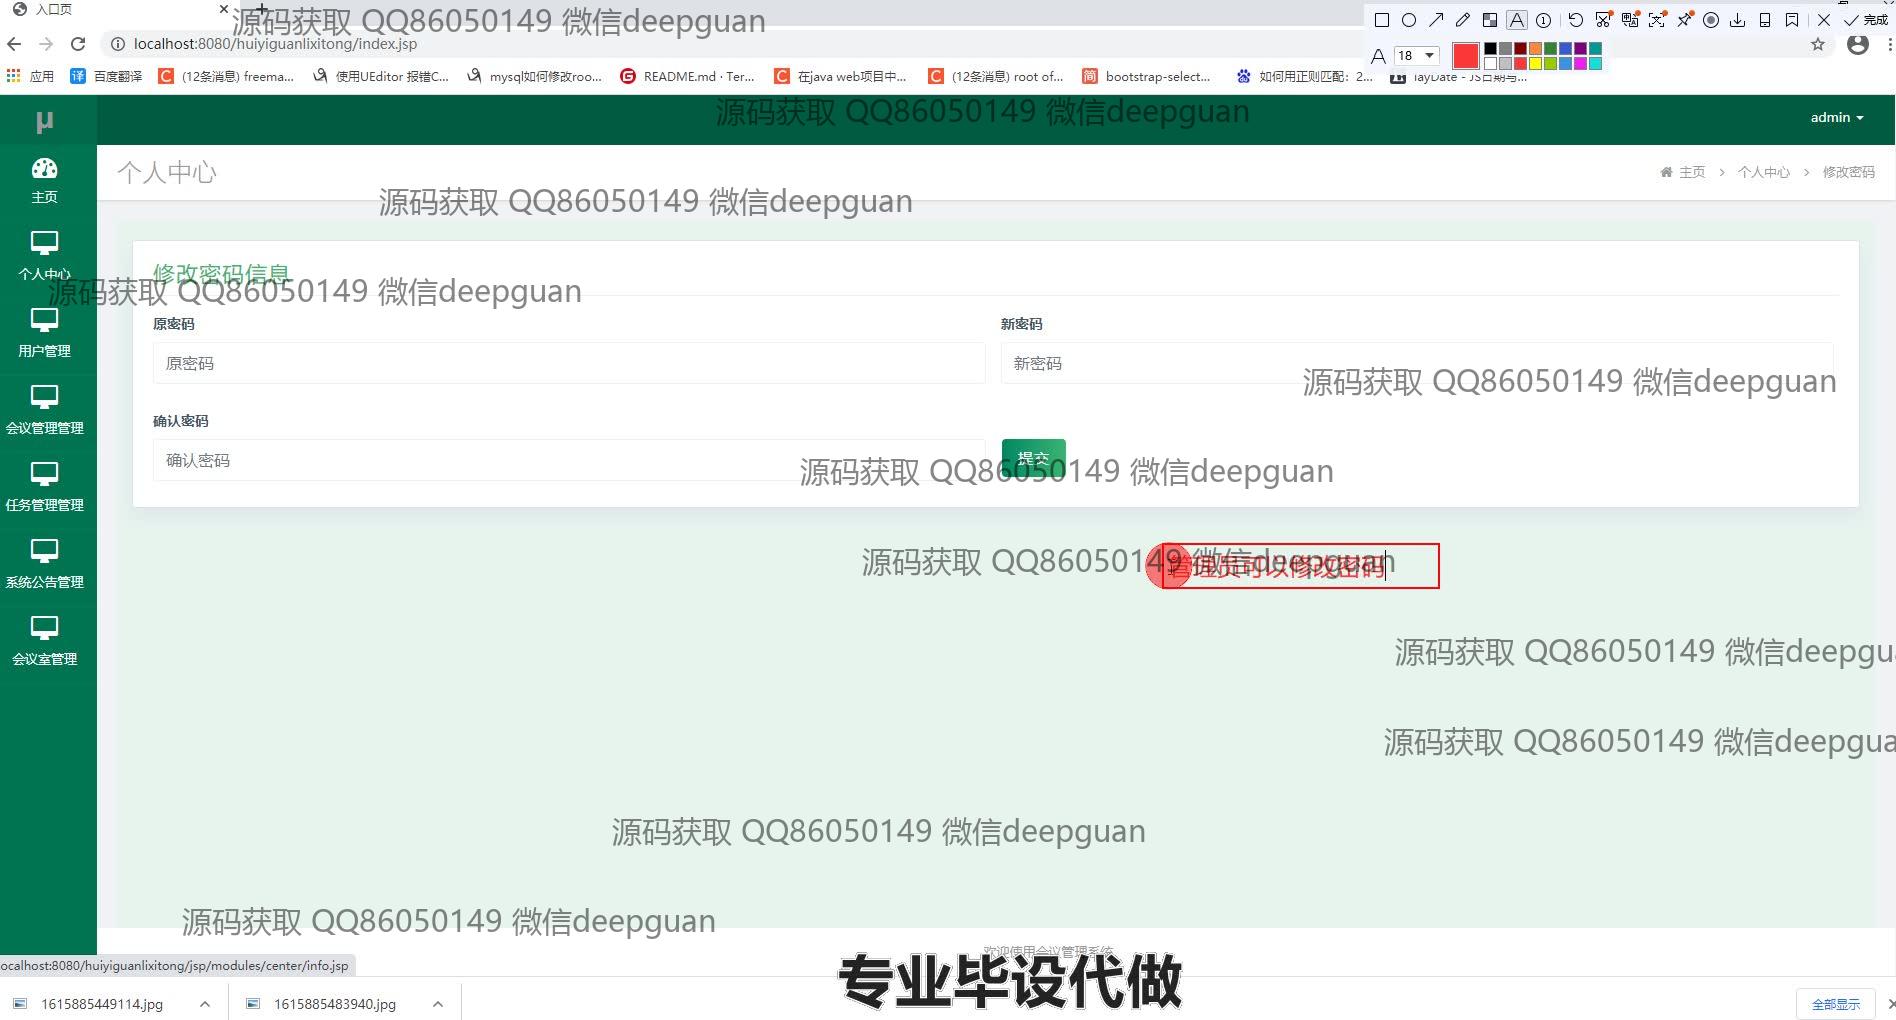 入口页
源码获取 QQ86050149 微信deepguan
18
完成
localhost:8080/huiyiguanlixitong/index.jsp
应用
译 百度翻译
C (12条消息) freema...
使用UEditor 报错C...
mysql如何修改roo...
G README.md · Ter...
C 在java web项目中...
C (12条消息) root of...
简 bootstrap-select...
如何用正则匹配：2...
layDate - JS日期与...
源码获取 QQ86050149 微信deepguan
µ
admin
主页
个人中心
用户管理
会议管理管理
任务管理管理
系统公告管理
会议室管理
个人中心
主页 > 个人中心 > 修改密码
源码获取 QQ86050149 微信deepguan
修改密码信息
源码获取 QQ86050149 微信deepguan
原密码
原密码
新密码
新密码
源码获取 QQ86050149 微信deepguan
确认密码
确认密码
提交
源码获取 QQ86050149 微信deepguan
源码获取 QQ86050149 微信deepguan
管理员可以修改密码
源码获取 QQ86050149 微信deepgu
源码获取 QQ86050149 微信deepgua
源码获取 QQ86050149 微信deepguan
源码获取 QQ86050149 微信deepguan
欢迎使用会议管理系统
专业毕设代做
ocalhost:8080/huiyiguanlixitong/jsp/modules/center/info.jsp
1615885449114.jpg
1615885483940.jpg
全部显示